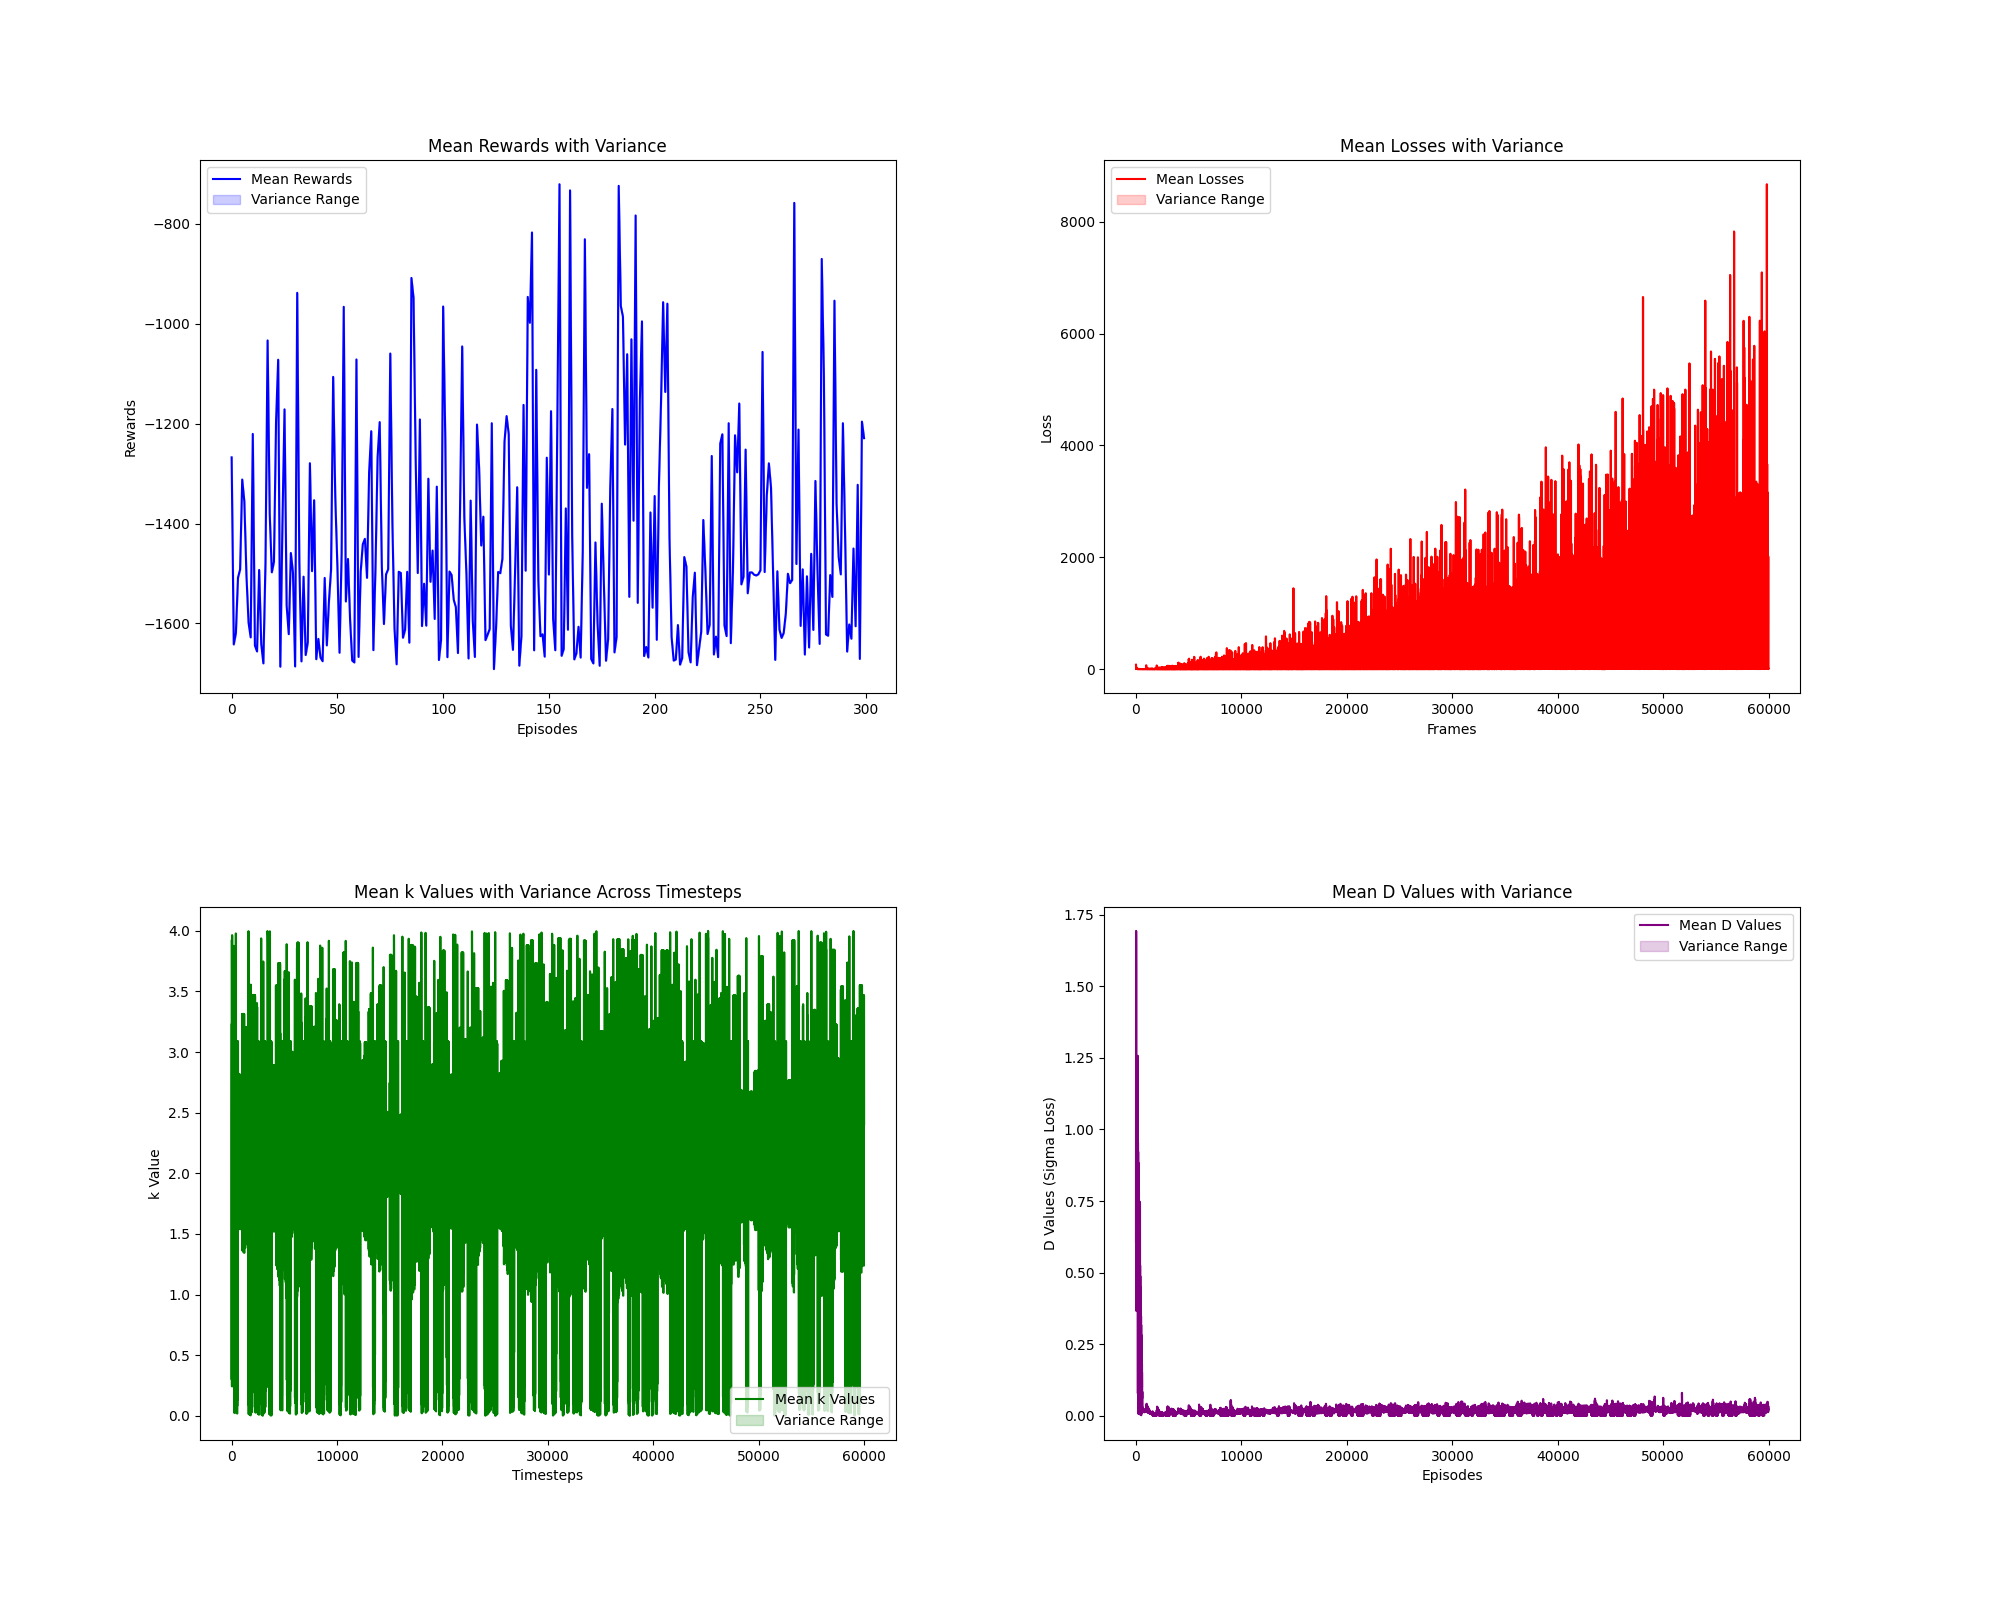 Mean Rewards with Variance
Mean Rewards
Variance Range
−800
−1000
−1200
−1400
−1600
Rewards
0 50 100 150 200 250 300
Episodes
Mean Losses with Variance
Mean Losses
Variance Range
8000
6000
4000
2000
0
Loss
0 10000 20000 30000 40000 50000 60000
Frames
Mean k Values with Variance Across Timesteps
4.0
3.5
3.0
2.5
2.0
1.5
1.0
0.5
0.0
k Value
Mean k Values
Variance Range
0 10000 20000 30000 40000 50000 60000
Timesteps
Mean D Values with Variance
Mean D Values
Variance Range
1.75
1.50
1.25
1.00
0.75
0.50
0.25
0.00
D Values (Sigma Loss)
0 10000 20000 30000 40000 50000 60000
Episodes